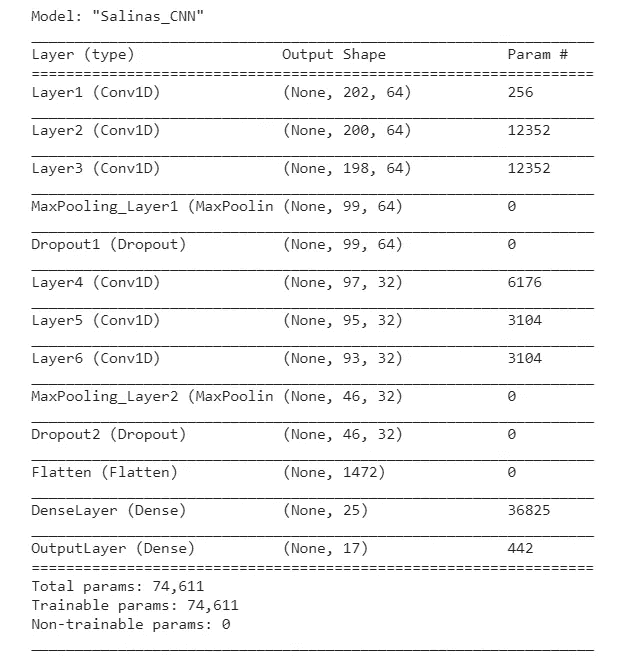 Model: "Salinas_CNN"
Layer (type) Output Shape Param #
Layer1 (Conv1D) (None, 202, 64) 256
Layer2 (Conv1D) (None, 200, 64) 12352
Layer3 (Conv1D) (None, 198, 64) 12352
MaxPooling_Layer1 (MaxPoolin (None, 99, 64) 0
Dropout1 (Dropout) (None, 99, 64) 0
Layer4 (Conv1D) (None, 97, 32) 6176
Layer5 (Conv1D) (None, 95, 32) 3104
Layer6 (Conv1D) (None, 93, 32) 3104
MaxPooling_Layer2 (MaxPoolin (None, 46, 32) 0
Dropout2 (Dropout) (None, 46, 32) 0
Flatten (Flatten) (None, 1472) 0
DenseLayer (Dense) (None, 25) 36825
OutputLayer (Dense) (None, 17) 442
Total params: 74,611
Trainable params: 74,611
Non-trainable params: 0